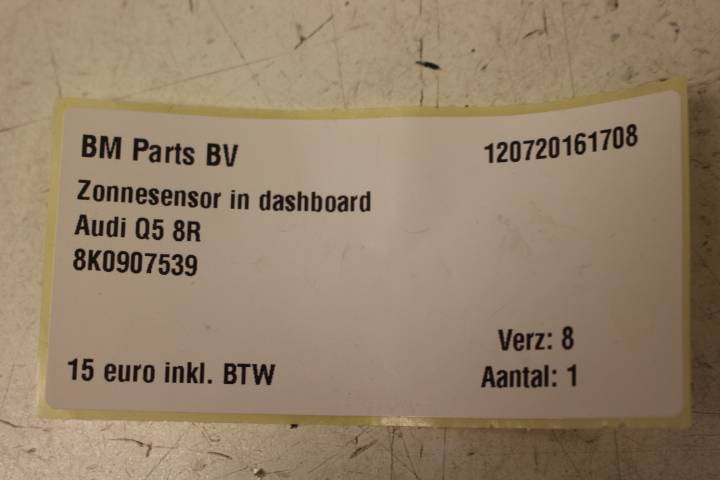 BM Parts BV
120720161708
Zonnesensor in dashboard
Audi Q5 8R
8K0907539
Verz: 8
15 euro inkl. BTW
Aantal: 1